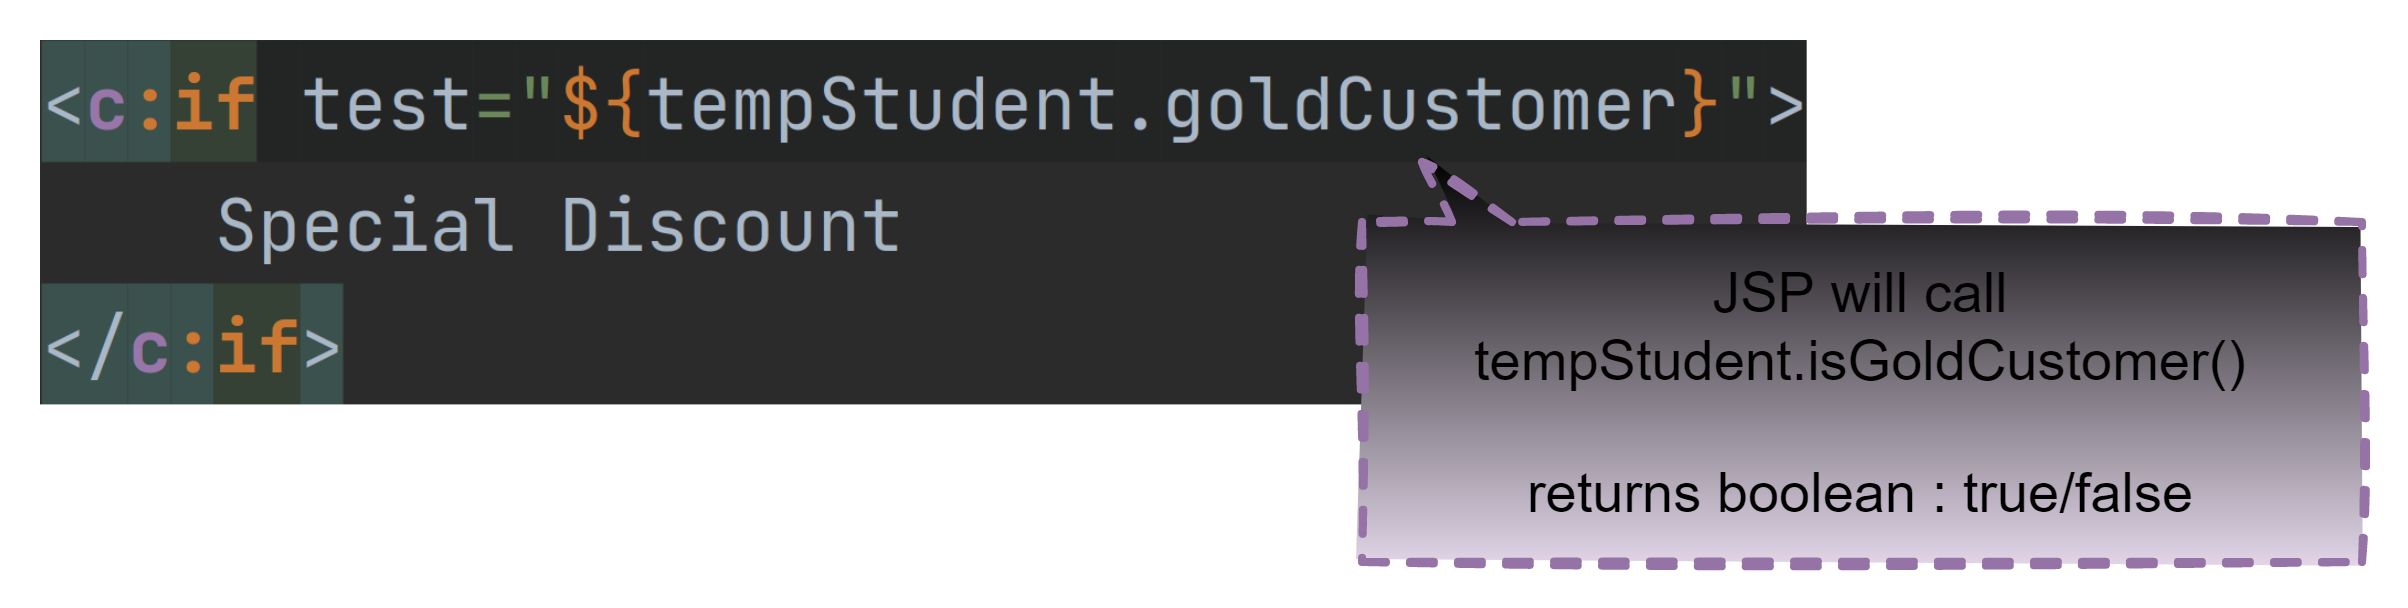 <c:if test="${tempStudent.goldCustomer}">
Special Discount
</c:if>
JSP will call
tempStudent.isGoldCustomer()
returns boolean : true/false